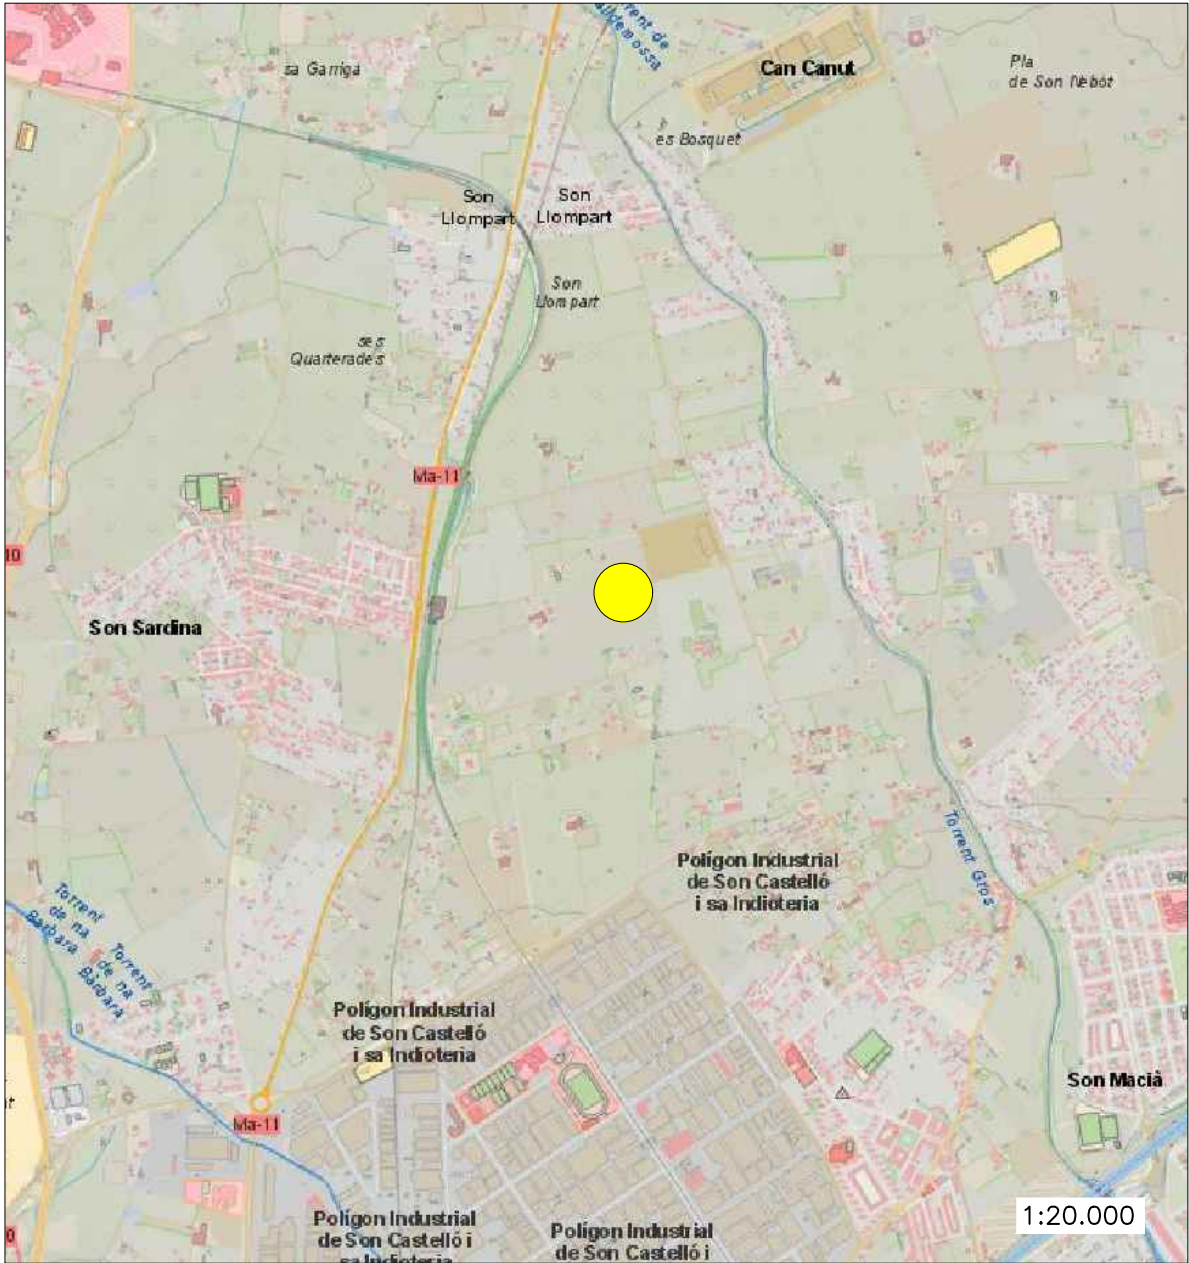 sa Garriga
Can Canut
Pla
de Son Nebot
es Bosquet
Son
Llompart
Son
Llompart
Son
Llompart
ses
Quarterades
Ma-11
10
Son Sardina
Torrent Gros
Polígon Industrial
de Son Castelló
i sa Indioteria
Torrent
de na
Bàrbara
Torrent
de na
Bàrbara
Polígon Industrial
de Son Castelló
i sa Indioteria
Son Macià
Ma-11
1:20.000
Polígon Industrial
de Son Castelló i
sa Indioteria
Polígon Industrial
de Son Castelló i